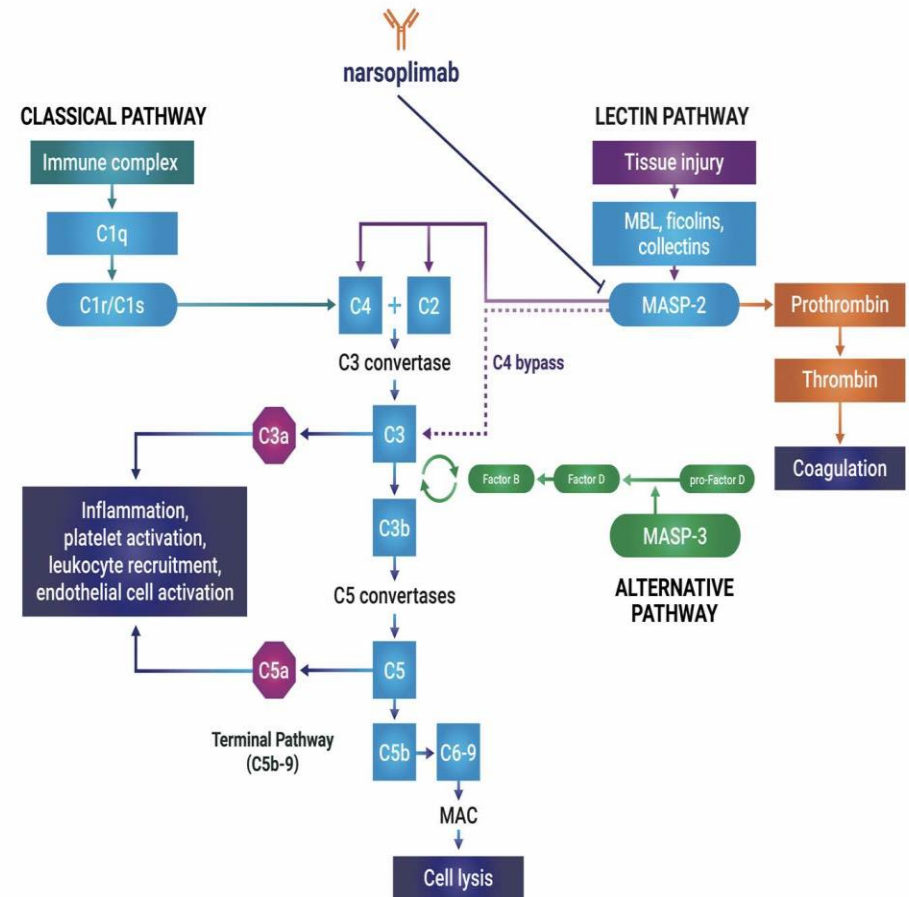 narsoplimab
CLASSICAL PATHWAY
Immune complex
C1q
C1r/C1s
LECTIN PATHWAY
Tissue injury
MBL, ficolins,
collectins
MASP-2
Prothrombin
Thrombin
Coagulation
C4
+
C2
C3 convertase
C4 bypass
C3a
C3
Factor B
Factor D
pro-Factor D
MASP-3
ALTERNATIVE
PATHWAY
Inflammation,
platelet activation,
leukocyte recruitment,
endothelial cell activation
C3b
C5 convertases
C5a
C5
Terminal Pathway
(C5b-9)
C5b
C6-9
MAC
Cell lysis